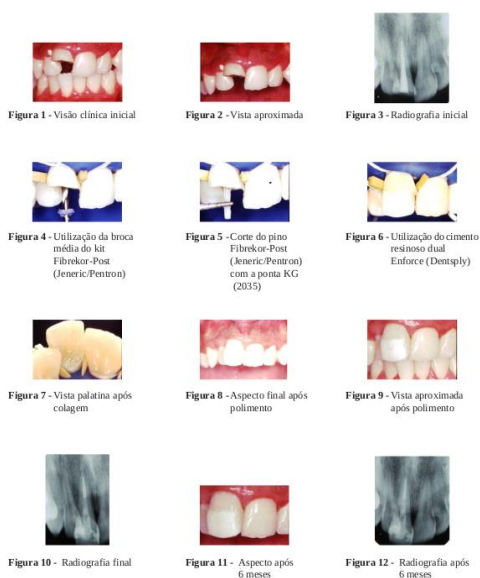 Figura 1 - Visão clínica inicial
Figura 2 - Vista aproximada
Figura 3 - Radiografia inicial
Figura 4 - Utilização da broca
média do kit
Fibrekor-Post
(Jeneric/Pentron)
Figura 5 - Corte do pino
Fibrekor-Post
(Jeneric/Pentron)
com a ponta KG
(2035)
Figura 6 - Utilização do cimento
resinoso dual
Enforce (Dentsply)
Figura 7 - Vista palatina após
colagem
Figura 8 - Aspecto final após
polimento
Figura 9 - Vista aproximada
após polimento
Figura 10 - Radiografia final
Figura 11 - Aspecto após
6 meses
Figura 12 - Radiografia após
6 meses